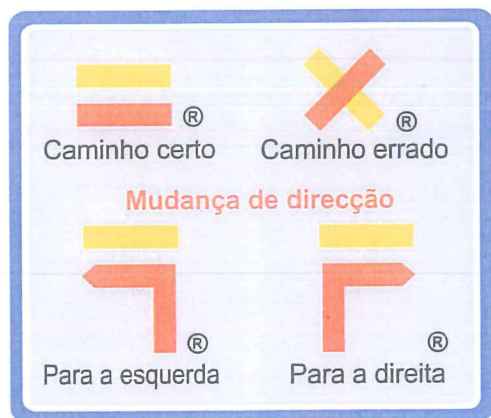 ® ®
Caminho certo Caminho errado
Mudança de direcção
® ®
Para a esquerda Para a direita